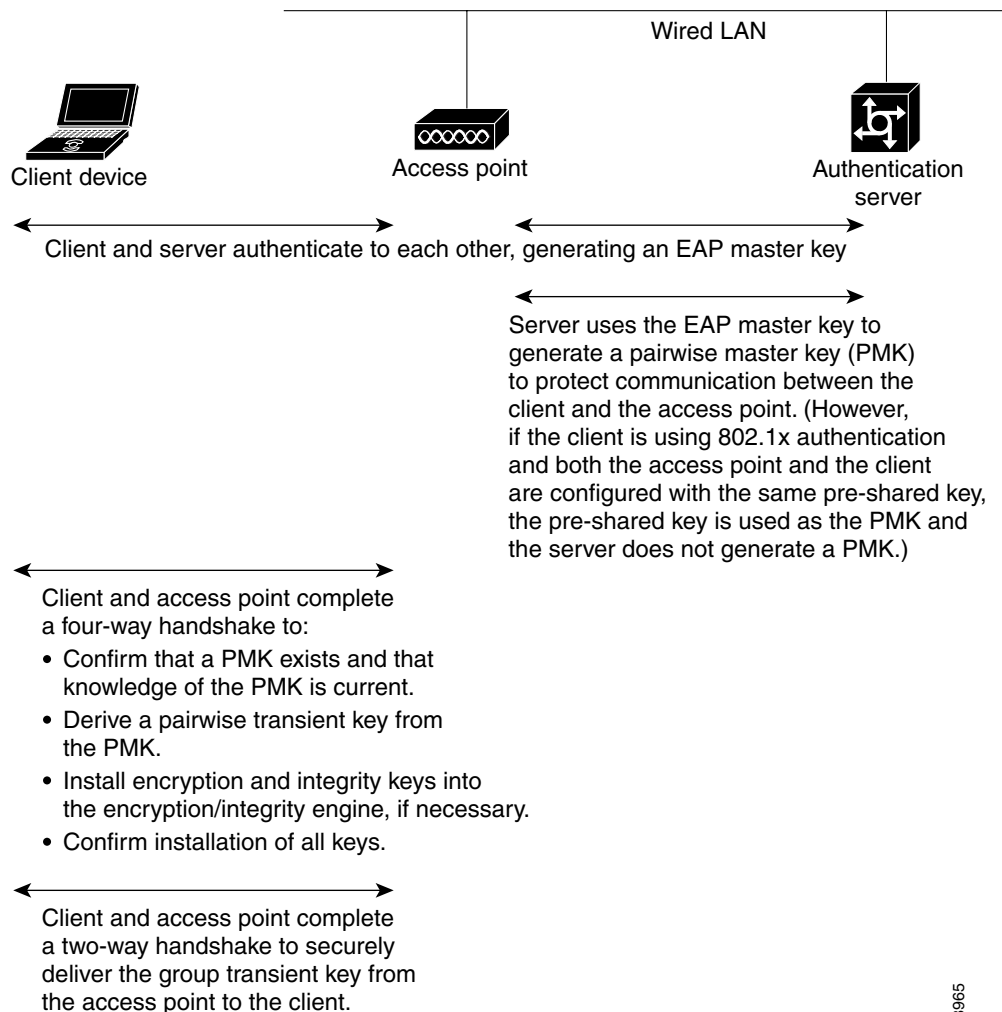 Wired LAN
Client device
Access point
Authentication
server
Client and server authenticate to each other, generating an EAP master key
Server uses the EAP master key to
generate a pairwise master key (PMK)
to protect communication between the
client and the access point. (However,
if the client is using 802.1x authentication
and both the access point and the client
are configured with the same pre-shared key,
the pre-shared key is used as the PMK and
the server does not generate a PMK.)
Client and access point complete
a four-way handshake to:
• Confirm that a PMK exists and that
knowledge of the PMK is current.
• Derive a pairwise transient key from
the PMK.
• Install encryption and integrity keys into
the encryption/integrity engine, if necessary.
• Confirm installation of all keys.
Client and access point complete
a two-way handshake to securely
deliver the group transient key from
the access point to the client.